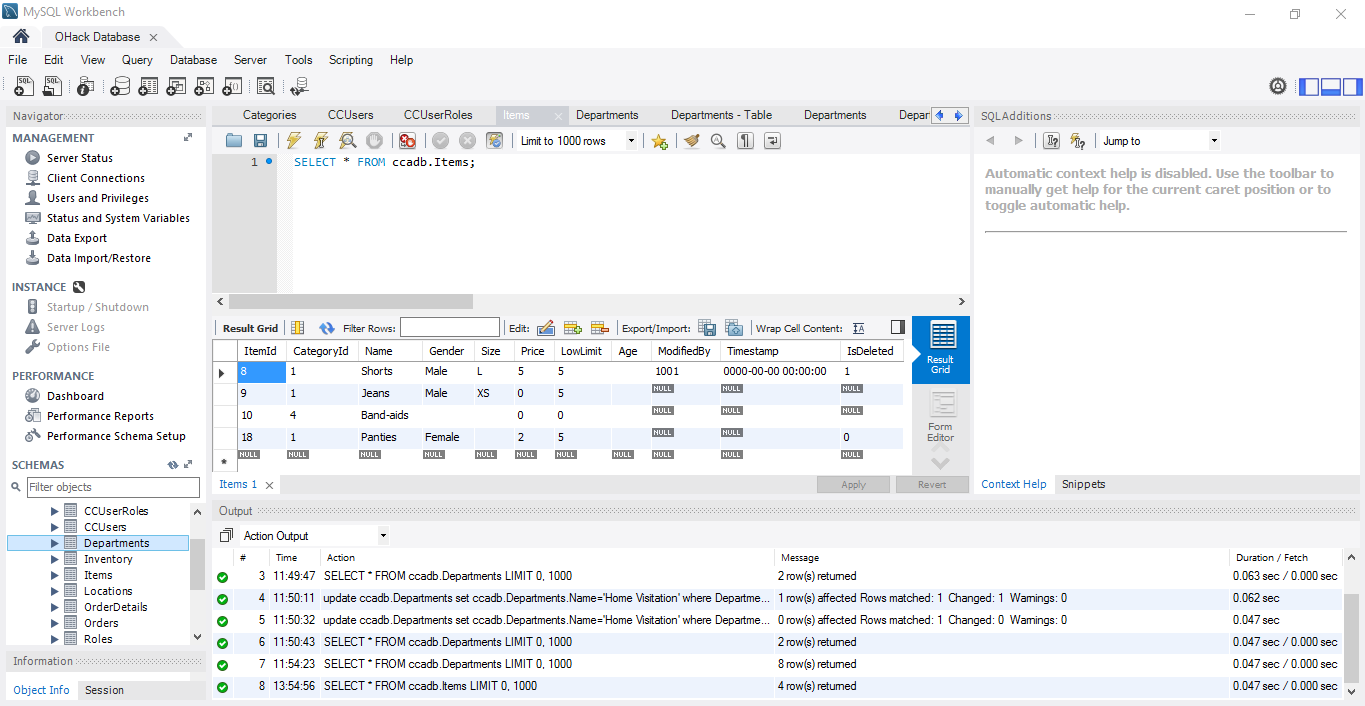 MySQL Workbench
OHack Database
File Edit View Query Database Server Tools Scripting Help
Navigator
MANAGEMENT
Server Status
Client Connections
Users and Privileges
Status and System Variables
Data Export
Data Import/Restore
INSTANCE
Startup / Shutdown
Server Logs
Options File
PERFORMANCE
Dashboard
Performance Reports
Performance Schema Setup
SCHEMAS
Filter objects
CCUserRoles
CCUsers
Departments
Inventory
Items
Locations
OrderDetails
Orders
Roles
Information
Object Info Session
Categories CCUsers CCUserRoles Items Departments Departments - Table Departments Depar
Limit to 1000 rows
1 SELECT * FROM ccadb.Items;
Result Grid Filter Rows: Edit: Export/Import: Wrap Cell Content:
ItemId CategoryId Name Gender Size Price LowLimit Age ModifiedBy Timestamp IsDeleted
8 1 Shorts Male L 5 5 1001 0000-00-00 00:00:00 1
9 1 Jeans Male XS 0 5 NULL NULL NULL
10 4 Band-aids 0 0 NULL NULL NULL
18 1 Panties Female 2 5 NULL NULL 0
NULL NULL NULL NULL NULL NULL NULL NULL NULL NULL NULL
Result
Grid
Form
Editor
Items 1
Apply Revert
SQLAdditions
Jump to
Automatic context help is disabled. Use the toolbar to
manually get help for the current caret position or to
toggle automatic help.
Context Help Snippets
Output
Action Output
# Time Action Message Duration / Fetch
3 11:49:47 SELECT * FROM ccadb.Departments LIMIT 0, 1000 2 row(s) returned 0.063 sec / 0.000 sec
4 11:50:11 update ccadb.Departments set ccadb.Departments.Name='Home Visitation' where Departme... 1 row(s) affected Rows matched: 1 Changed: 1 Warnings: 0 0.062 sec
5 11:50:32 update ccadb.Departments set ccadb.Departments.Name='Home Visitation' where Departme... 0 row(s) affected Rows matched: 1 Changed: 0 Warnings: 0 0.047 sec
6 11:50:43 SELECT * FROM ccadb.Departments LIMIT 0, 1000 2 row(s) returned 0.047 sec / 0.000 sec
7 11:54:23 SELECT * FROM ccadb.Departments LIMIT 0, 1000 8 row(s) returned 0.047 sec / 0.000 sec
8 13:54:56 SELECT * FROM ccadb.Items LIMIT 0, 1000 4 row(s) returned 0.047 sec / 0.000 sec